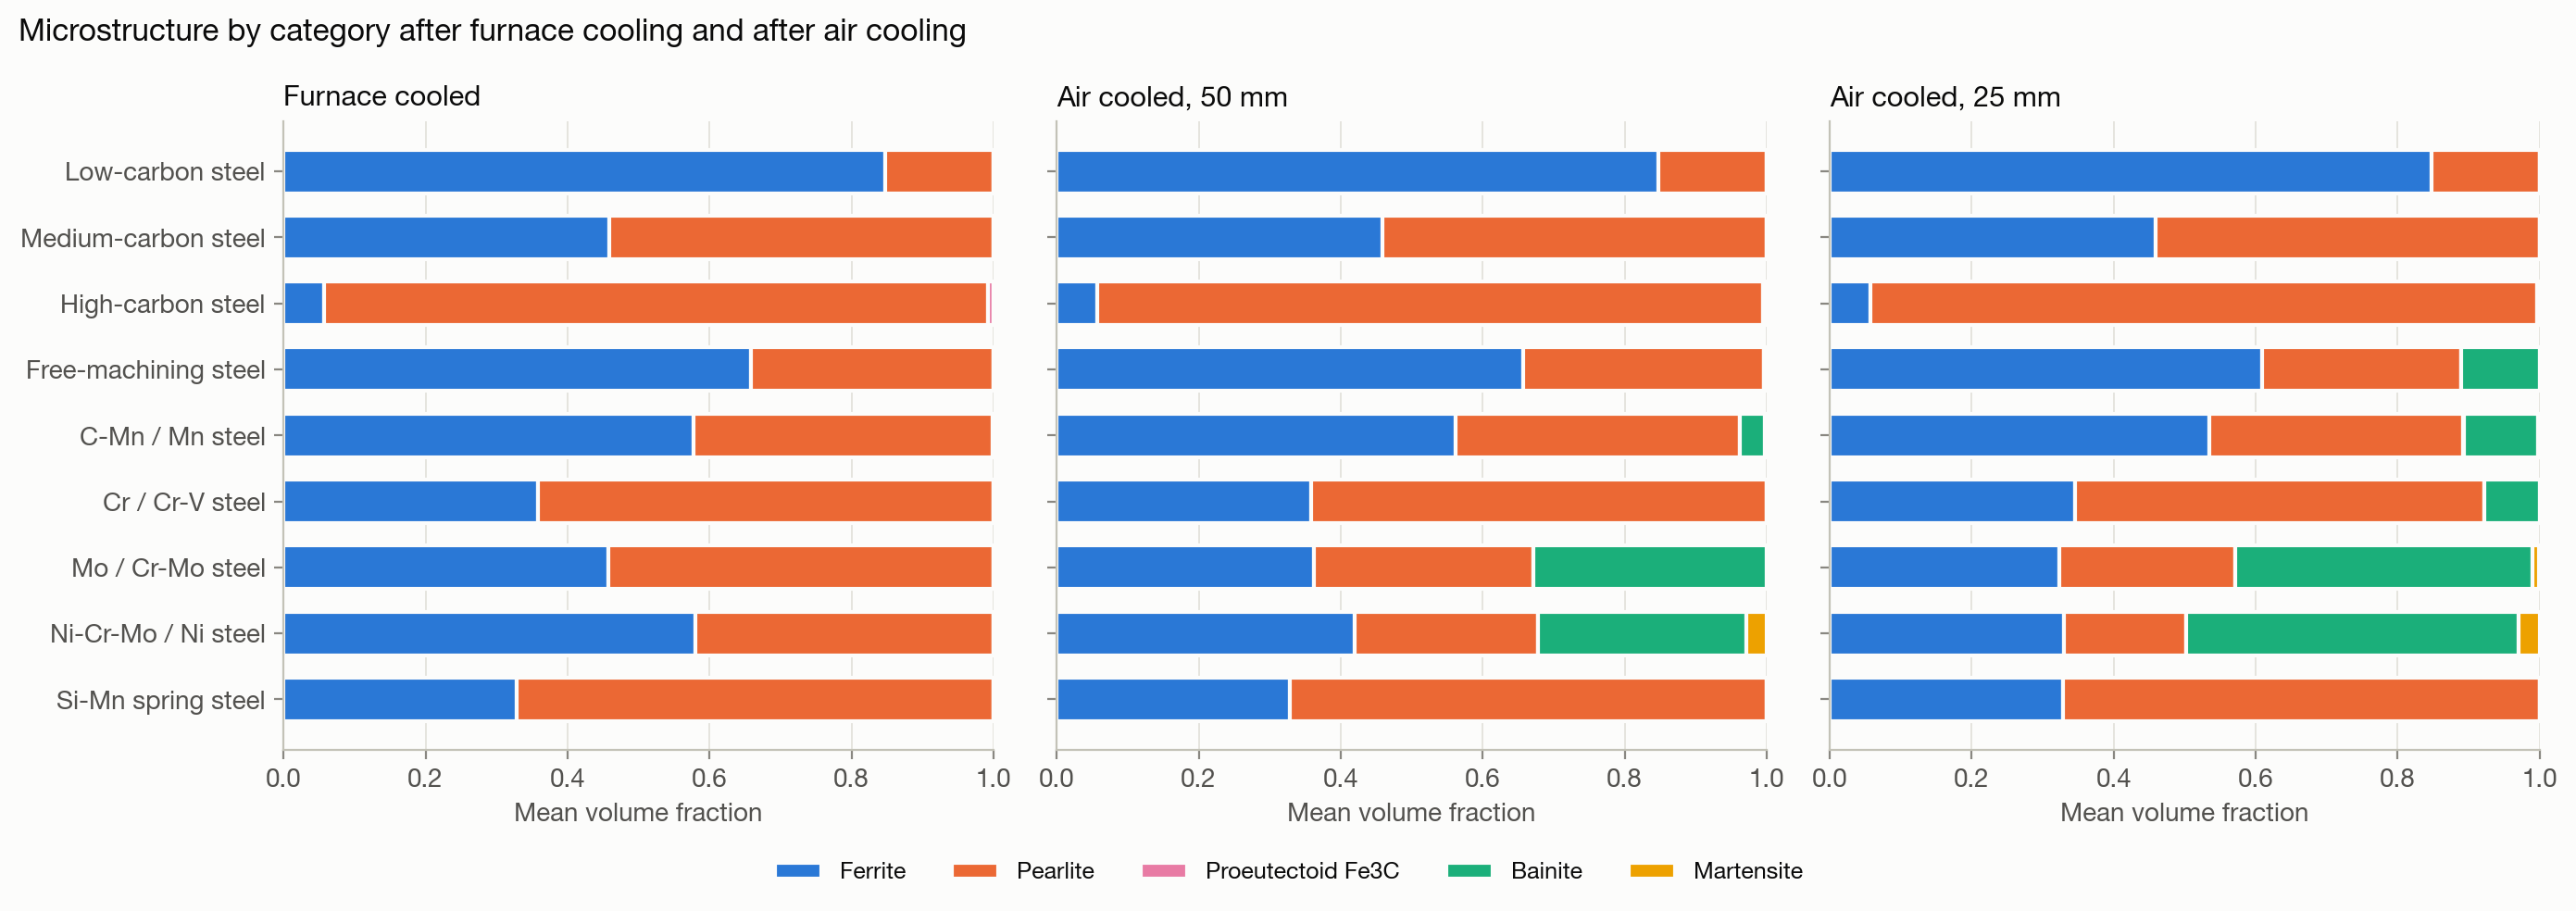 Microstructure by category after furnace cooling and after air cooling
Furnace cooled
Air cooled, 50 mm
Air cooled, 25 mm
Low-carbon steel
Medium-carbon steel
High-carbon steel
Free-machining steel
C-Mn / Mn steel
Cr / Cr-V steel
Mo / Cr-Mo steel
Ni-Cr-Mo / Ni steel
Si-Mn spring steel
0.0 0.2 0.4 0.6 0.8 1.0
0.0 0.2 0.4 0.6 0.8 1.0
0.0 0.2 0.4 0.6 0.8 1.0
Mean volume fraction
Mean volume fraction
Mean volume fraction
Ferrite Pearlite Proeutectoid Fe3C Bainite Martensite